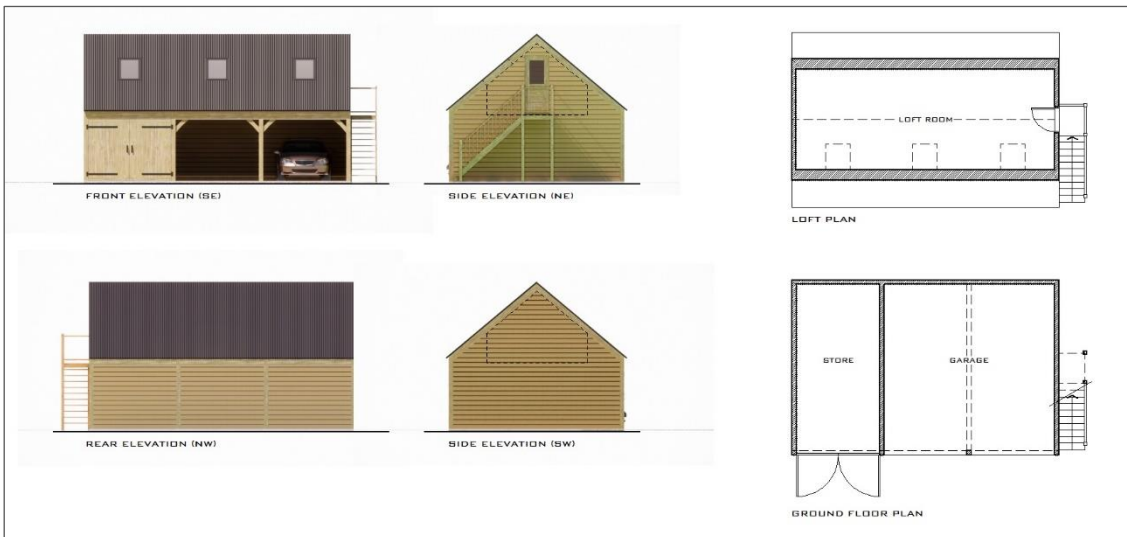 FRONT ELEVATION (SE)
SIDE ELEVATION (NE)
LOFT ROOM
LOFT PLAN
REAR ELEVATION (NW)
SIDE ELEVATION (SW)
STORE
GARAGE
GROUND FLOOR PLAN